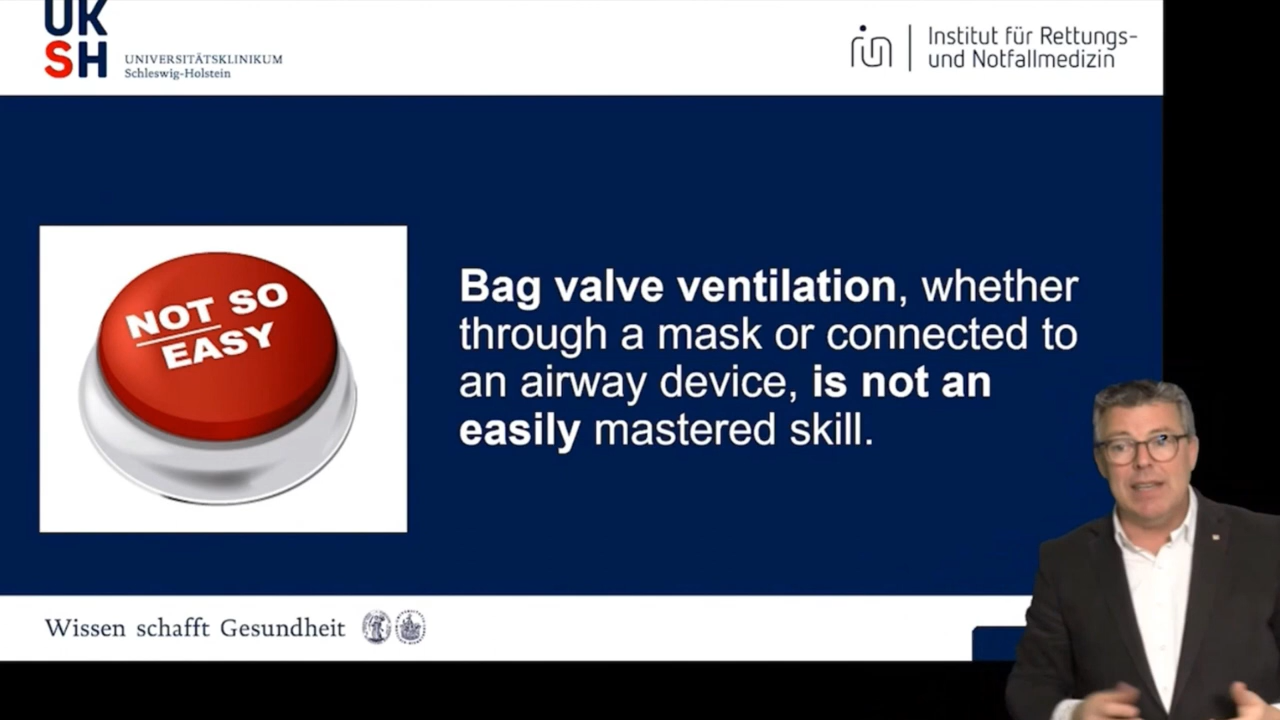 UK
SH
UNIVERSITÄTSKLINIKUM
Schleswig-Holstein
Institut für Rettungs-
und Notfallmedizin
NOT SO
EASY
Bag valve ventilation, whether
through a mask or connected to
an airway device, is not an
easily mastered skill.
Wissen schafft Gesundheit